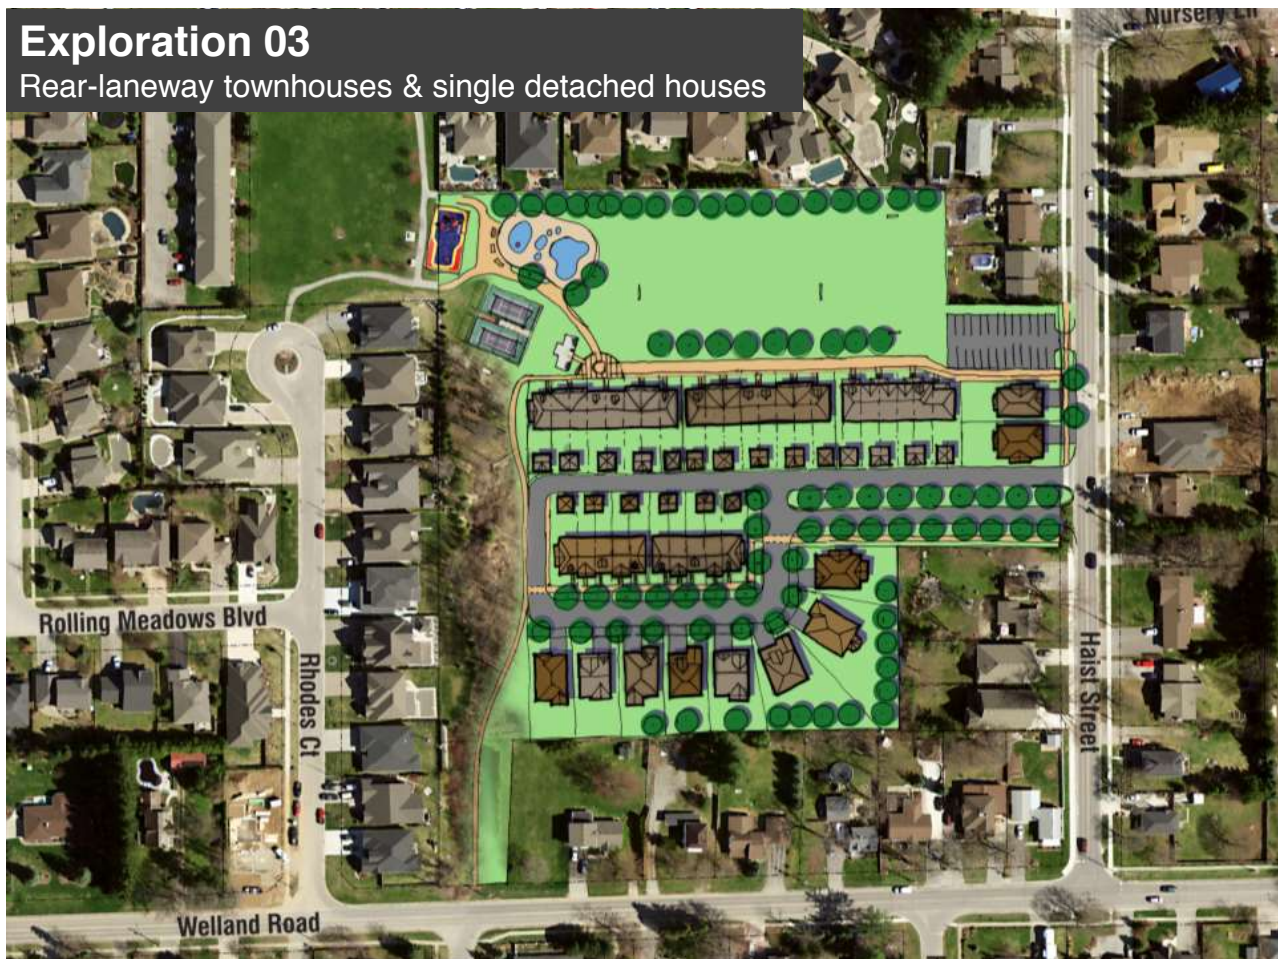 Exploration 03
Rear-laneway townhouses & single detached houses
Nursery Ln
Rolling Meadows Blvd
Rhodes Ct
Haist Street
Welland Road